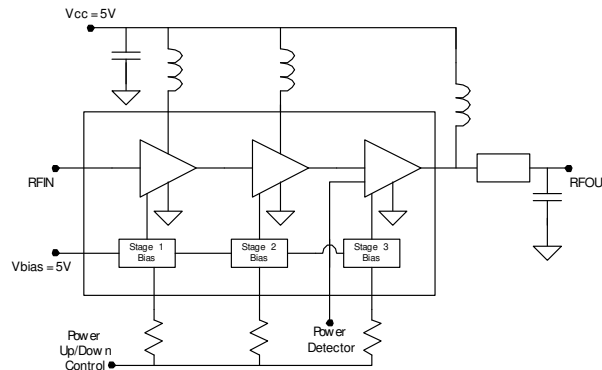 Vcc = 5V
RFIN
RFOU
Stage 1
Bias
Stage 2
Bias
Stage 3
Bias
Vbias = 5V
Power
Up/Down
Control
Power
Detector